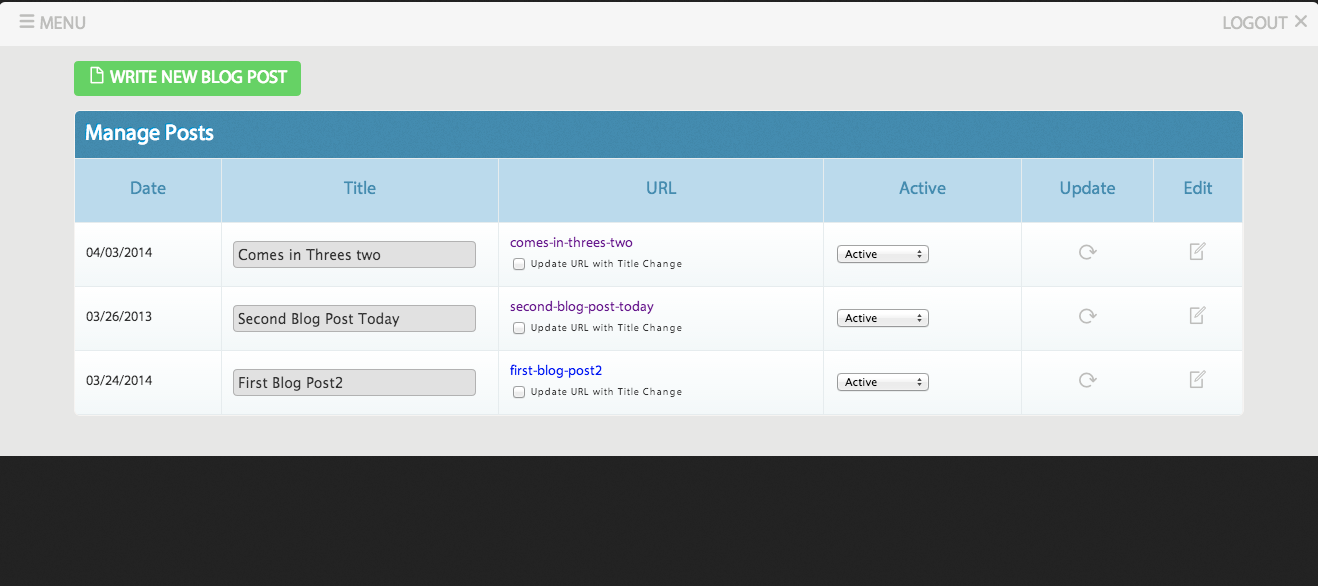 MENU
LOGOUT
WRITE NEW BLOG POST
Manage Posts
Date Title URL Active Update Edit
04/03/2014 Comes in Threes two comes-in-threes-two Active
Update URL with Title Change
03/26/2013 Second Blog Post Today second-blog-post-today Active
Update URL with Title Change
03/24/2014 First Blog Post2 first-blog-post2 Active
Update URL with Title Change